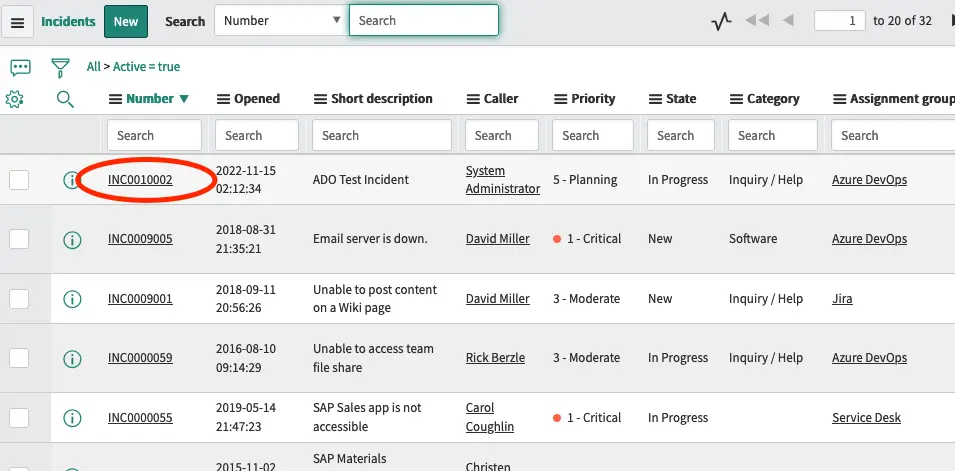 Incidents New Search Number Search 1 to 20 of 32
All > Active = true
Number Opened Short description Caller Priority State Category Assignment group
Search Search Search Search Search Search Search Search
INC0010002 2022-11-15 02:12:34 ADO Test Incident System Administrator 5 - Planning In Progress Inquiry / Help Azure DevOps
INC0009005 2018-08-31 21:35:21 Email server is down. David Miller 1 - Critical New Software Azure DevOps
INC0009001 2018-09-11 20:56:26 Unable to post content on a Wiki page David Miller 3 - Moderate New Inquiry / Help Jira
INC0000059 2016-08-10 09:14:29 Unable to access team file share Rick Berzle 3 - Moderate In Progress Inquiry / Help Azure DevOps
INC0000055 2019-05-14 21:47:23 SAP Sales app is not accessible Carol Coughlin 1 - Critical In Progress Service Desk
2015-11-02 SAP Materials Christen